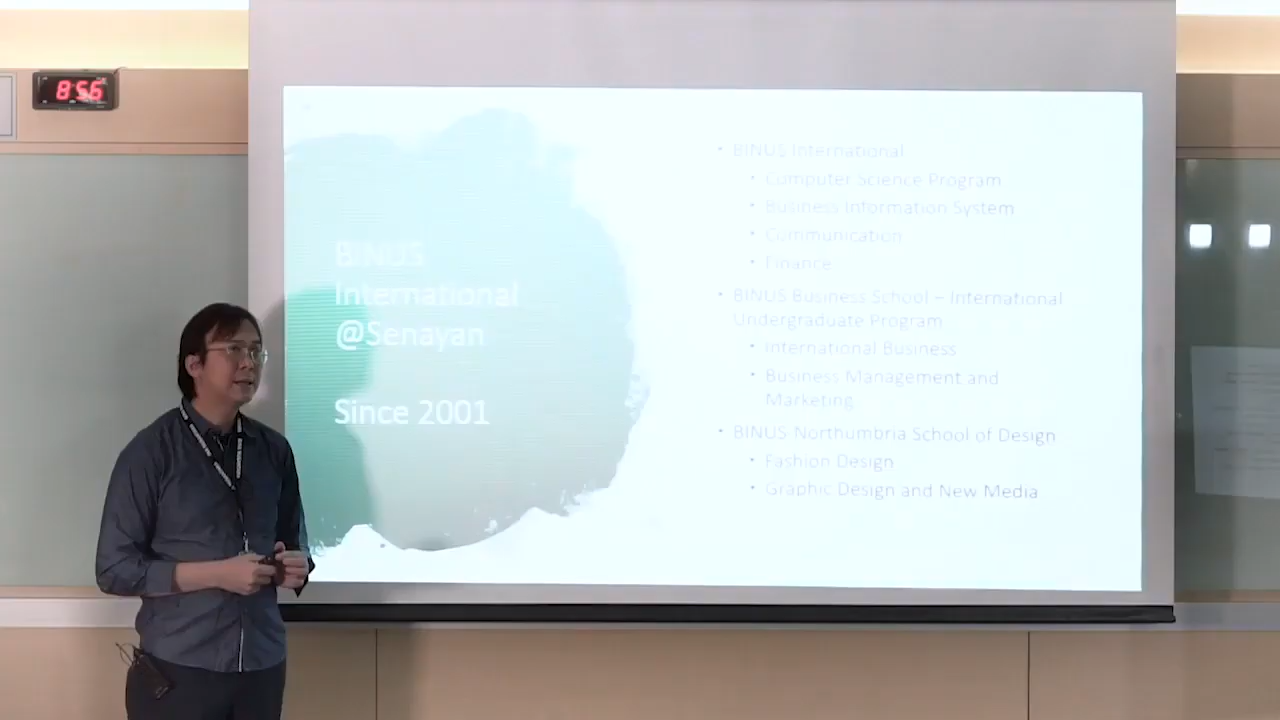 8:56
BINUS
International
@Senayan
Since 2001
• BINUS International
• Computer Science Program
• Business Information System
• Communication
• Finance
• BINUS Business School – International
Undergraduate Program
• International Business
• Business Management and
Marketing
• BINUS Northumbria School of Design
• Fashion Design
• Graphic Design and New Media